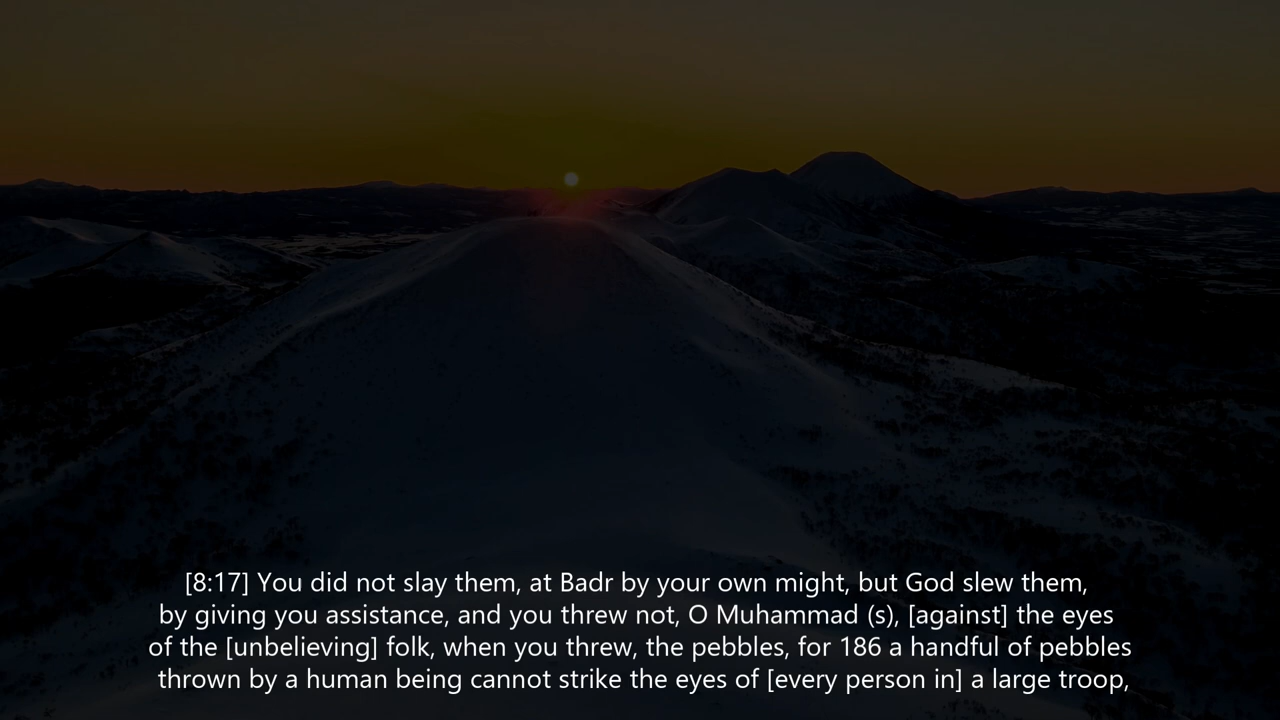 [8:17] You did not slay them, at Badr by your own might, but God slew them,
by giving you assistance, and you threw not, O Muhammad (s), [against] the eyes
of the [unbelieving] folk, when you threw, the pebbles, for 186 a handful of pebbles
thrown by a human being cannot strike the eyes of [every person in] a large troop,